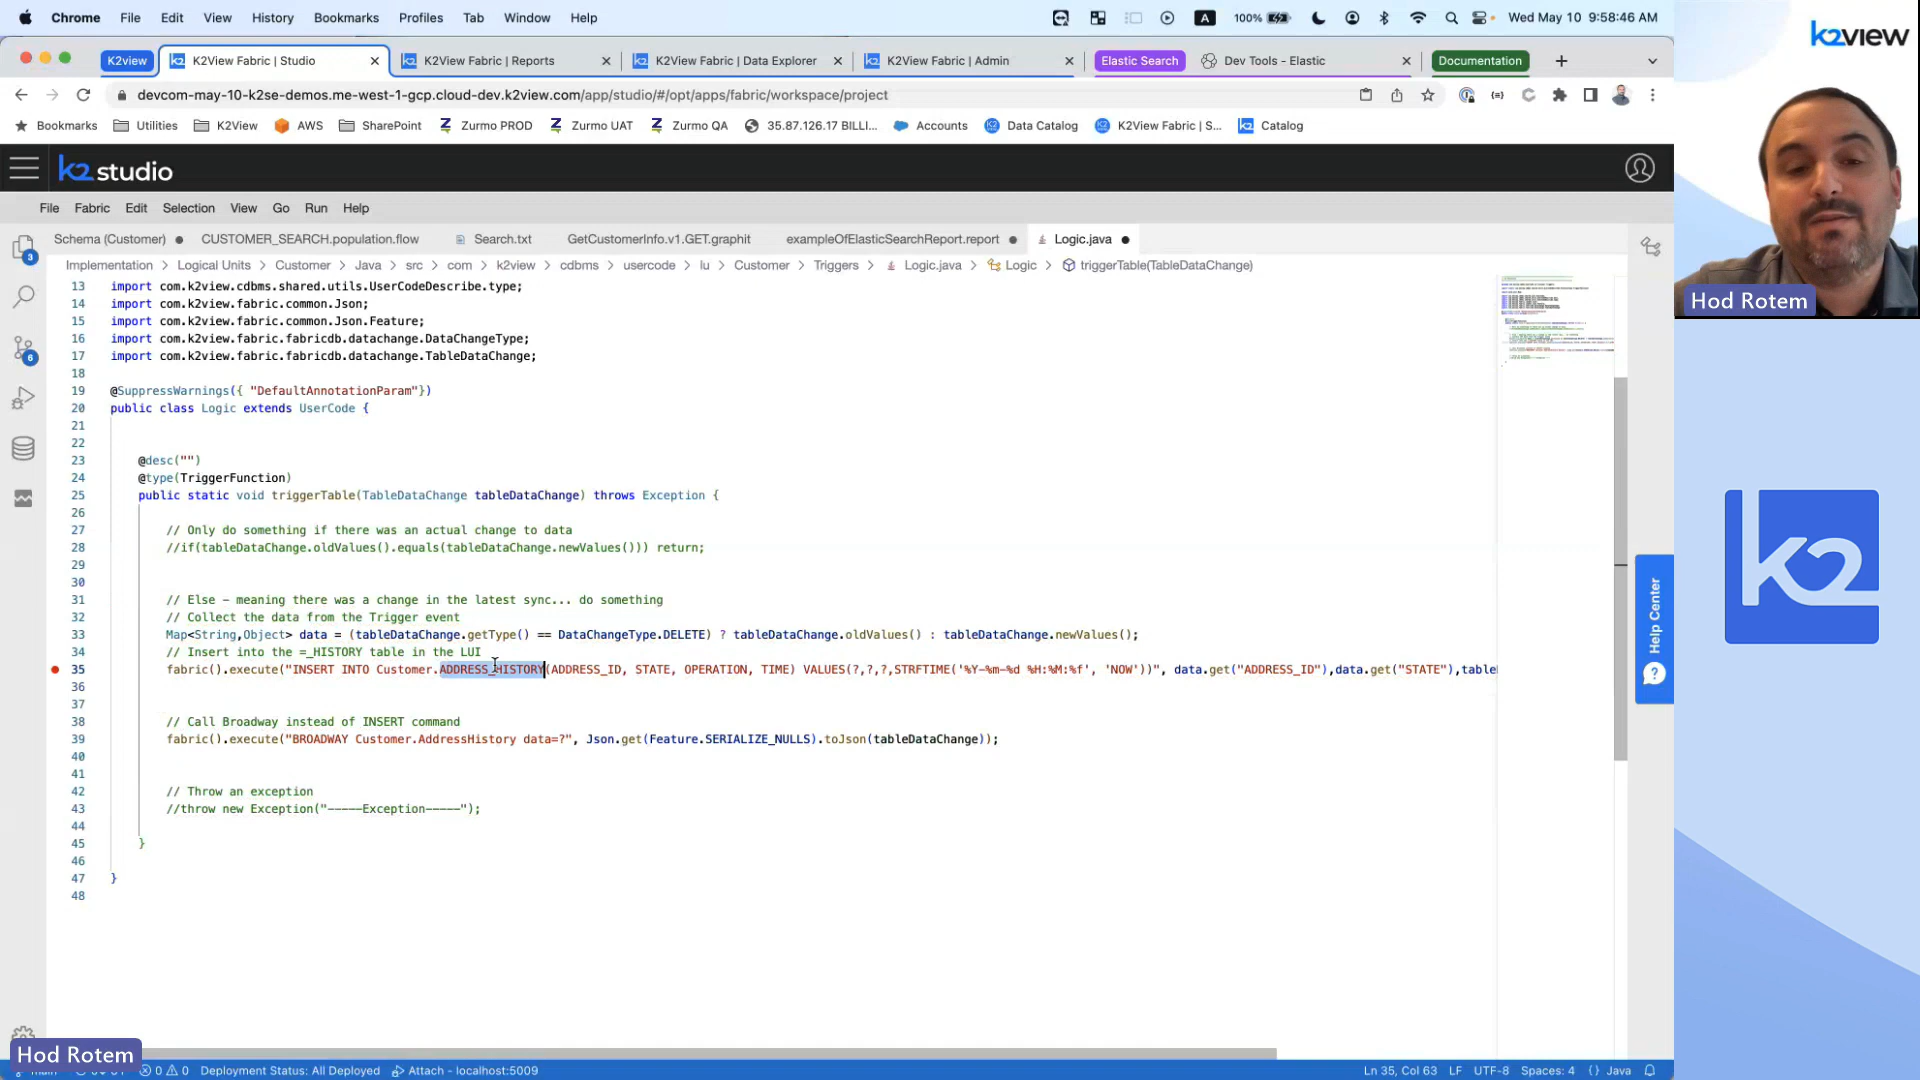 Chrome File Edit View History Bookmarks Profiles Tab Window Help A 100% Wed May 10 9:58:46 AM
K2view K2View Fabric | Studio K2View Fabric | Reports K2View Fabric | Data Explorer K2View Fabric | Admin Elastic Search Dev Tools - Elastic Documentation
devcom-may-10-k2se-demos.me-west-1-gcp.cloud-dev.k2view.com/app/studio/#/opt/apps/fabric/workspace/project
Bookmarks Utilities K2View AWS SharePoint Zurmo PROD Zurmo UAT Zurmo QA 35.87.126.17 BILLI... Accounts Data Catalog K2View Fabric | S... Catalog
k2studio
File Fabric Edit Selection View Go Run Help
Schema (Customer) CUSTOMER_SEARCH.population.flow Search.txt GetCustomerInfo.v1.GET.graphit exampleOfElasticSearchReport.report Logic.java
Implementation > Logical Units > Customer > Java > src > com > k2view > cdbms > usercode > lu > Customer > Triggers > Logic.java > Logic > triggerTable(TableDataChange)
3
6
13 import com.k2view.cdbms.shared.utils.UserCodeDescribe.type;
14 import com.k2view.fabric.common.Json;
15 import com.k2view.fabric.common.Json.Feature;
16 import com.k2view.fabric.fabricdb.datachange.DataChangeType;
17 import com.k2view.fabric.fabricdb.datachange.TableDataChange;
18
19 @SuppressWarnings({ "DefaultAnnotationParam"})
20 public class Logic extends UserCode {
21
22
23 @desc("")
24 @type(TriggerFunction)
25 public static void triggerTable(TableDataChange tableDataChange) throws Exception {
26
27 // Only do something if there was an actual change to data
28 //if(tableDataChange.oldValues().equals(tableDataChange.newValues())) return;
29
30
31 // Else - meaning there was a change in the latest sync... do something
32 // Collect the data from the Trigger event
33 Map<String,Object> data = (tableDataChange.getType() == DataChangeType.DELETE) ? tableDataChange.oldValues() : tableDataChange.newValues();
34 // Insert into the =_HISTORY table in the LUI
35 fabric().execute("INSERT INTO Customer.ADDRESS_HISTORY(ADDRESS_ID, STATE, OPERATION, TIME) VALUES(?,?,?,STRFTIME('%Y-%m-%d %H:%M:%f', 'NOW'))", data.get("ADDRESS_ID"),data.get("STATE"),table
36
37
38 // Call Broadway instead of INSERT command
39 fabric().execute("BROADWAY Customer.AddressHistory data=?", Json.get(Feature.SERIALIZE_NULLS).toJson(tableDataChange));
40
41
42 // Throw an exception
43 //throw new Exception("-----Exception-----");
44
45 }
46
47 }
48
Help Center
Deployment Status: All Deployed Attach - localhost:5009 Ln 35, Col 63 LF UTF-8 Spaces: 4 {} Java
Hod Rotem
k2view
Hod Rotem
K2